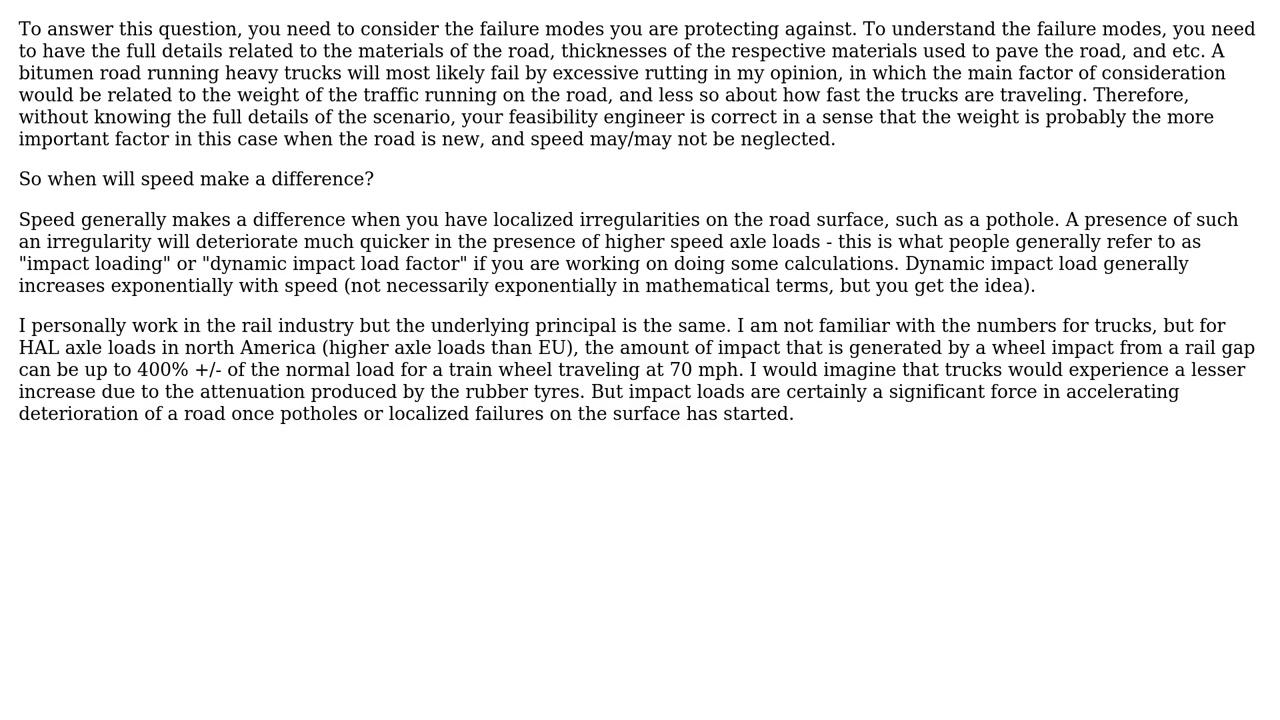 To answer this question, you need to consider the failure modes you are protecting against. To understand the failure modes, you need
to have the full details related to the materials of the road, thicknesses of the respective materials used to pave the road, and etc. A
bitumen road running heavy trucks will most likely fail by excessive rutting in my opinion, in which the main factor of consideration
would be related to the weight of the traffic running on the road, and less so about how fast the trucks are traveling. Therefore,
without knowing the full details of the scenario, your feasibility engineer is correct in a sense that the weight is probably the more
important factor in this case when the road is new, and speed may/may not be neglected.
So when will speed make a difference?
Speed generally makes a difference when you have localized irregularities on the road surface, such as a pothole. A presence of such
an irregularity will deteriorate much quicker in the presence of higher speed axle loads - this is what people generally refer to as
"impact loading" or "dynamic impact load factor" if you are working on doing some calculations. Dynamic impact load generally
increases exponentially with speed (not necessarily exponentially in mathematical terms, but you get the idea).
I personally work in the rail industry but the underlying principal is the same. I am not familiar with the numbers for trucks, but for
HAL axle loads in north America (higher axle loads than EU), the amount of impact that is generated by a wheel impact from a rail gap
can be up to 400% +/- of the normal load for a train wheel traveling at 70 mph. I would imagine that trucks would experience a lesser
increase due to the attenuation produced by the rubber tyres. But impact loads are certainly a significant force in accelerating
deterioration of a road once potholes or localized failures on the surface has started.